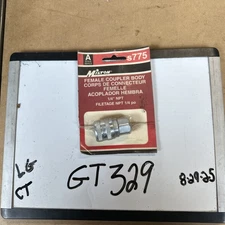 A
s775
Milton
FEMALE COUPLER BODY
CORPS DE CONNECTEUR
FEMELLE
ACOPLADOR HEMBRA
1/4" NPT
FILETAGE NPT 1/4 po
LG
CT
GT329
8-29-25